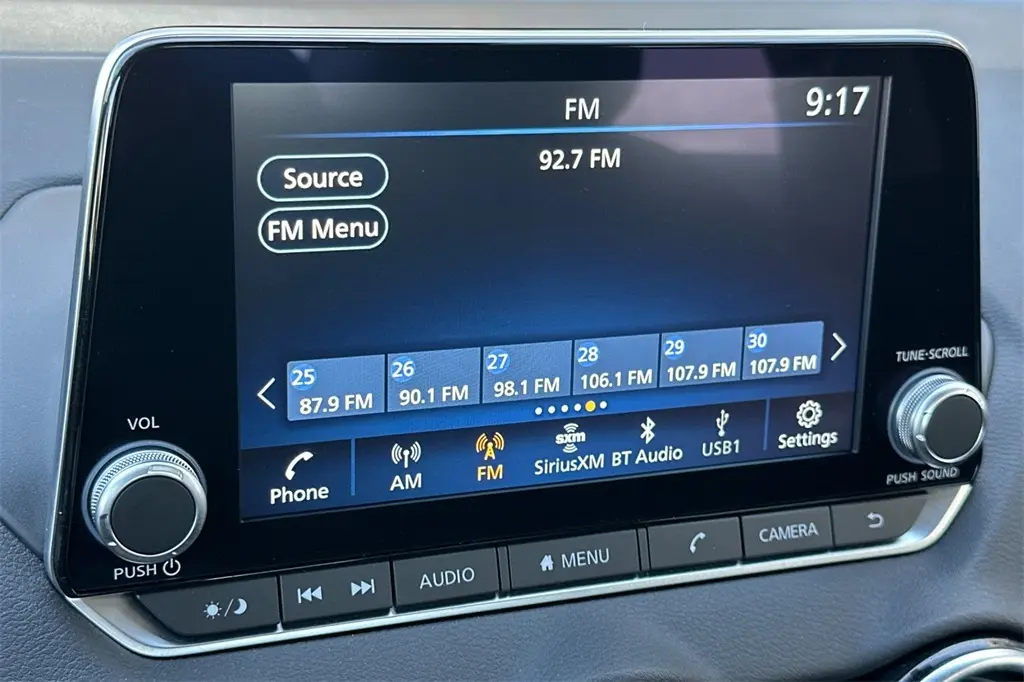 FM
9:17
92.7 FM
Source
FM Menu
25
87.9 FM
26
90.1 FM
27
98.1 FM
28
106.1 FM
29
107.9 FM
30
107.9 FM
Phone
AM
FM
sxm
SiriusXM
BT Audio
USB1
Settings
VOL
PUSH
TUNE·SCROLL
PUSH SOUND
AUDIO
MENU
CAMERA